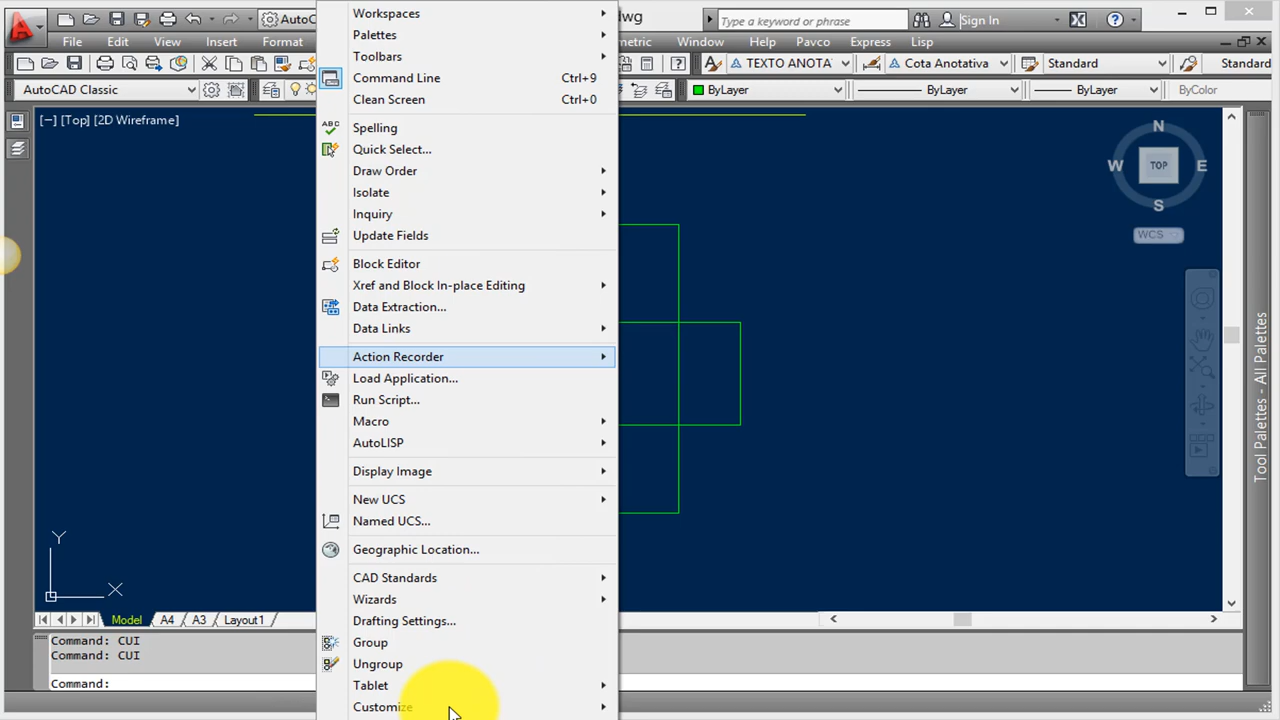 AutoC
dwg
Type a keyword or phrase
Sign In
File Edit View Insert Format
metric Window Help Pavco Express Lisp
TEXTO ANOTA
Cota Anotativa
Standard
Standard
AutoCAD Classic
ByLayer
ByLayer
ByLayer
ByColor
[−] [Top] [2D Wireframe]
Workspaces
Palettes
Toolbars
Command Line Ctrl+9
Clean Screen Ctrl+0
ABC
Spelling
Quick Select...
Draw Order
Isolate
Inquiry
Update Fields
Block Editor
Xref and Block In-place Editing
Data Extraction...
Data Links
Action Recorder
Load Application...
Run Script...
Macro
AutoLISP
Display Image
New UCS
Named UCS...
Geographic Location...
CAD Standards
Wizards
Drafting Settings...
Group
Ungroup
Tablet
Customize
N
W TOP E
S
WCS
Tool Palettes - All Palettes
Y
X
Model A4 A3 Layout1
Command: CUI
Command: CUI
Command: